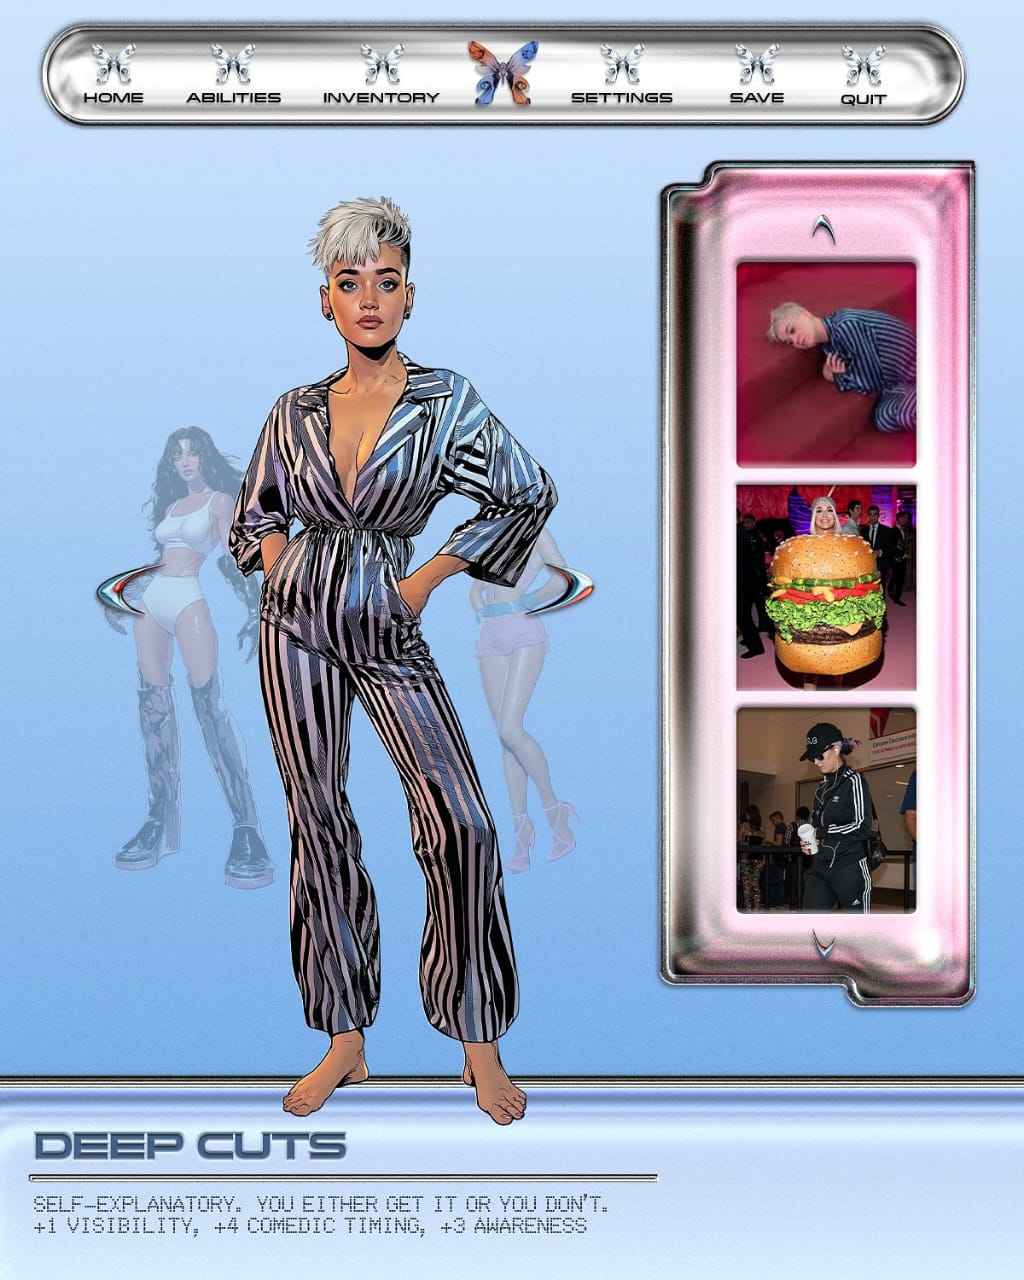 HOME ABILITIES INVENTORY SETTINGS SAVE QUIT
DEEP CUTS
SELF-EXPLANATORY. YOU EITHER GET IT OR YOU DON'T.
+1 VISIBILITY, +4 COMEDIC TIMING, +3 AWARENESS